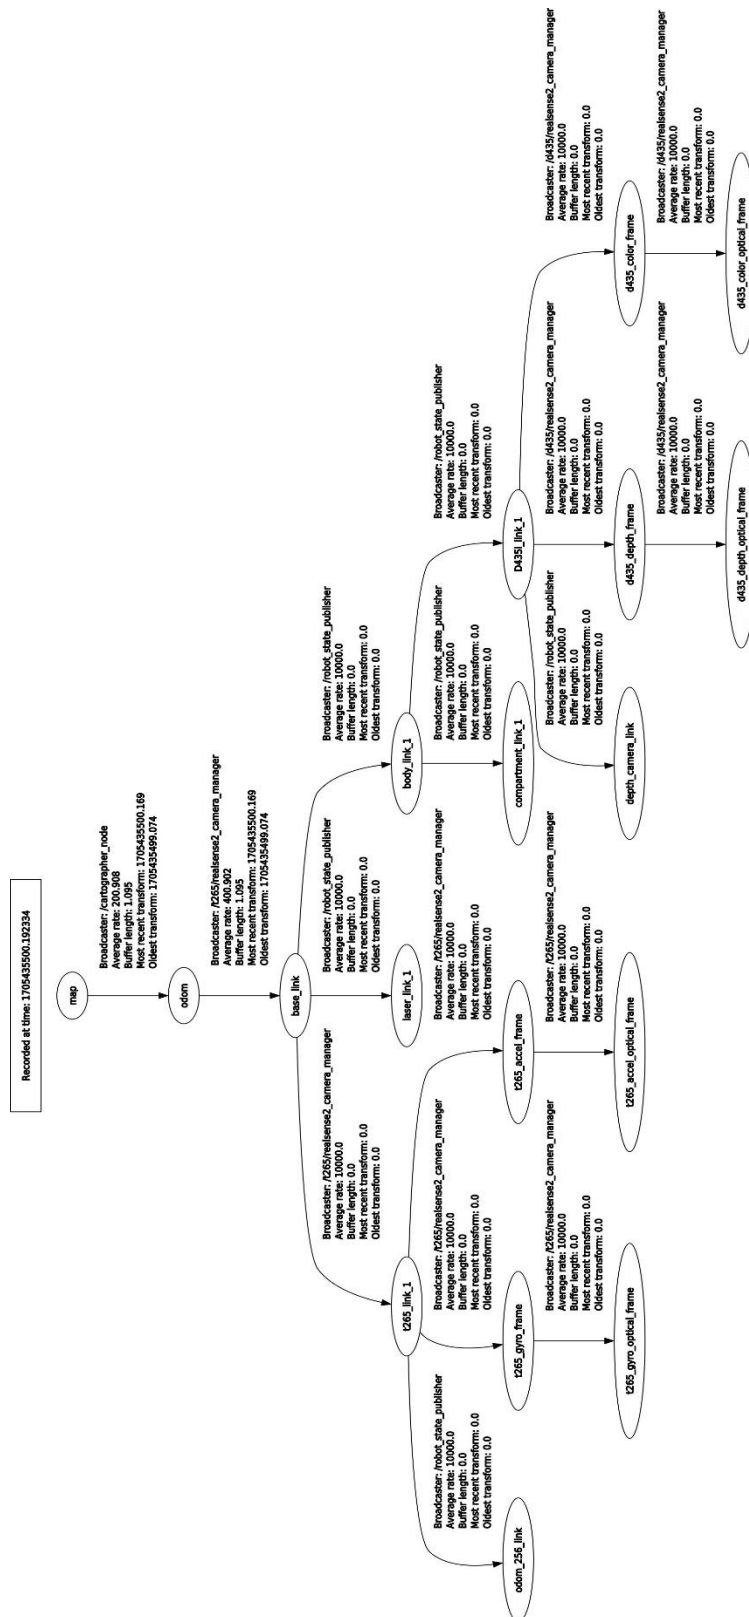 Recorded at time: 1705435500.192334
map
Broadcaster: /cartographer_node
Average rate: 200.908
Buffer length: 1.095
Most recent transform: 1705435500.169
Oldest transform: 1705435499.074
odom
Broadcaster: /t265/realsense2_camera_manager
Average rate: 400.902
Buffer length: 1.095
Most recent transform: 1705435500.169
Oldest transform: 1705435499.074
base_link
Broadcaster: /t265/realsense2_camera_manager
Average rate: 10000.0
Buffer length: 0.0
Most recent transform: 0.0
Oldest transform: 0.0
Broadcaster: /robot_state_publisher
Average rate: 10000.0
Buffer length: 0.0
Most recent transform: 0.0
Oldest transform: 0.0
Broadcaster: /robot_state_publisher
Average rate: 10000.0
Buffer length: 0.0
Most recent transform: 0.0
Oldest transform: 0.0
t265_link_1
laser_link_1
body_link_1
Broadcaster: /robot_state_publisher
Average rate: 10000.0
Buffer length: 0.0
Most recent transform: 0.0
Oldest transform: 0.0
Broadcaster: /t265/realsense2_camera_manager
Average rate: 10000.0
Buffer length: 0.0
Most recent transform: 0.0
Oldest transform: 0.0
Broadcaster: /t265/realsense2_camera_manager
Average rate: 10000.0
Buffer length: 0.0
Most recent transform: 0.0
Oldest transform: 0.0
Broadcaster: /robot_state_publisher
Average rate: 10000.0
Buffer length: 0.0
Most recent transform: 0.0
Oldest transform: 0.0
Broadcaster: /robot_state_publisher
Average rate: 10000.0
Buffer length: 0.0
Most recent transform: 0.0
Oldest transform: 0.0
odom_256_link
t265_gyro_frame
t265_accel_frame
compartment_link_1
D435i_link_1
Broadcaster: /t265/realsense2_camera_manager
Average rate: 10000.0
Buffer length: 0.0
Most recent transform: 0.0
Oldest transform: 0.0
Broadcaster: /t265/realsense2_camera_manager
Average rate: 10000.0
Buffer length: 0.0
Most recent transform: 0.0
Oldest transform: 0.0
Broadcaster: /robot_state_publisher
Average rate: 10000.0
Buffer length: 0.0
Most recent transform: 0.0
Oldest transform: 0.0
Broadcaster: /d435/realsense2_camera_manager
Average rate: 10000.0
Buffer length: 0.0
Most recent transform: 0.0
Oldest transform: 0.0
Broadcaster: /d435/realsense2_camera_manager
Average rate: 10000.0
Buffer length: 0.0
Most recent transform: 0.0
Oldest transform: 0.0
t265_gyro_optical_frame
t265_accel_optical_frame
depth_camera_link
d435_depth_frame
d435_color_frame
Broadcaster: /d435/realsense2_camera_manager
Average rate: 10000.0
Buffer length: 0.0
Most recent transform: 0.0
Oldest transform: 0.0
Broadcaster: /d435/realsense2_camera_manager
Average rate: 10000.0
Buffer length: 0.0
Most recent transform: 0.0
Oldest transform: 0.0
d435_depth_optical_frame
d435_color_optical_frame